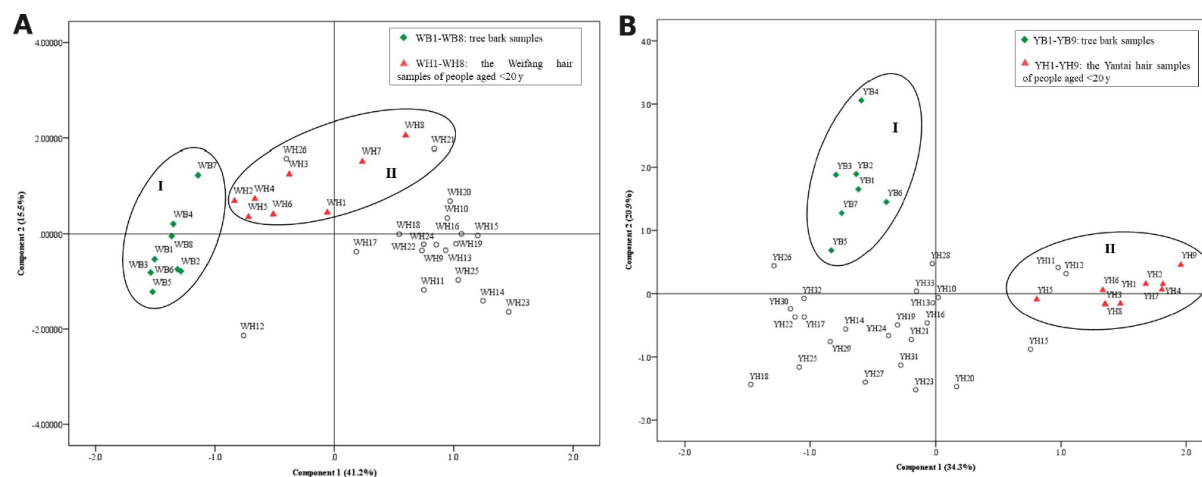 A
4.00000
2.00000
.00000
-2.00000
-4.00000
Component 2 (15.5%)
WB1-WB8: tree bark samples
WH1-WH8: the Weifang hair
samples of people aged <20 y
I
II
WB7
WB4
WB8
WB1
WB3
WB6
WB2
WB5
WH26
WH3
WH8
WH7
WH21
WH2
WH4
WH5
WH6
WH1
WH20
WH10
WH18
WH16
WH15
WH17
WH24
WH19
WH22
WH9
WH13
WH11
WH25
WH14
WH23
WH12
-2.0
-1.0
.0
1.0
2.0
Component 1 (41.2%)
B
4.0
3.0
2.0
1.0
.0
-1.0
-2.0
Component 2 (20.9%)
YB1-YB9: tree bark samples
YH1-YH9: the Yantai hair samples
of people aged <20 y
I
II
YB4
YB3
YB2
YB1
YB6
YB7
YB5
YH26
YH28
YH11
YH12
YH9
YH6
YH2
YH1
YH5
YH3
YH7
YH4
YH8
YH33
YH10
YH32
YH30
YH13
YH22
YH17
YH14
YH19
YH16
YH24
YH21
YH29
YH15
YH25
YH31
YH18
YH27
YH23
YH20
-2.0
-1.0
.0
1.0
2.0
Component 1 (34.3%)